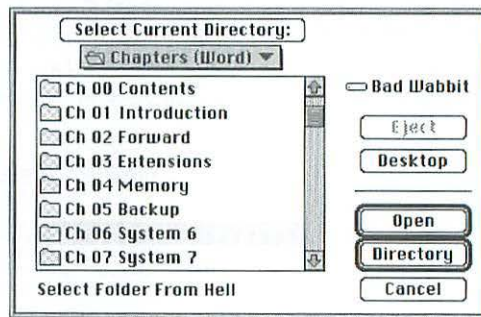 Select Current Directory:
Chapters (Word)
Ch 00 Contents
Ch 01 Introduction
Ch 02 Forward
Ch 03 Extensions
Ch 04 Memory
Ch 05 Backup
Ch 06 System 6
Ch 07 System 7
Select Folder From Hell
Bad Wabbit
Eject
Desktop
Open
Directory
Cancel